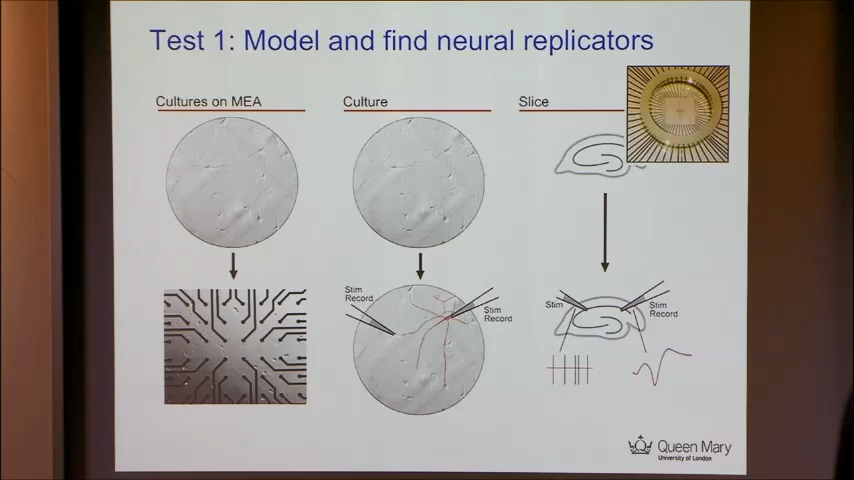 Test 1: Model and find neural replicators
Cultures on MEA
Culture
Slice
Stim
Record
Stim
Record
Stim
Stim
Record
Queen Mary
University of London